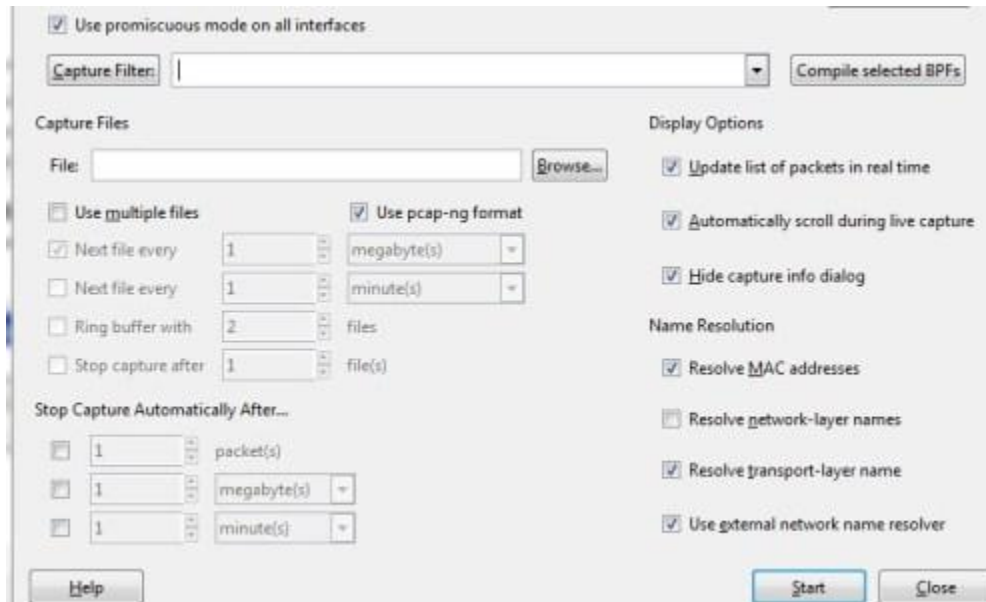 Use promiscuous mode on all interfaces
Capture Filter: Compile selected BPFs
Capture Files
File: Browse...
Use multiple files Use pcap-ng format
Next file every 1 megabyte(s)
Next file every 1 minute(s)
Ring buffer with 2 files
Stop capture after 1 file(s)
Stop Capture Automatically After...
1 packet(s)
1 megabyte(s)
1 minute(s)
Display Options
Update list of packets in real time
Automatically scroll during live capture
Hide capture info dialog
Name Resolution
Resolve MAC addresses
Resolve network-layer names
Resolve transport-layer name
Use external network name resolver
Help Start Close